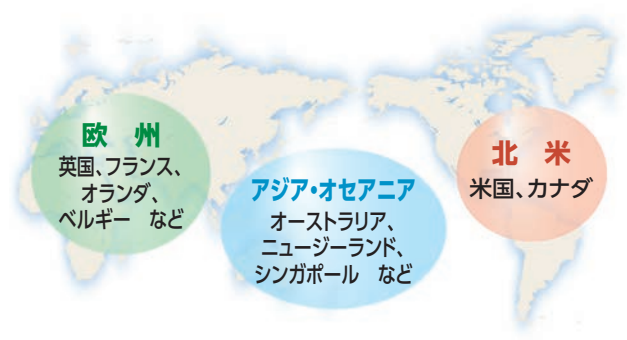 欧　州
英国、フランス、
オランダ、
ベルギー　など
アジア・オセアニア
オーストラリア、
ニュージーランド、
シンガポール　など
北　米
米国、カナダ